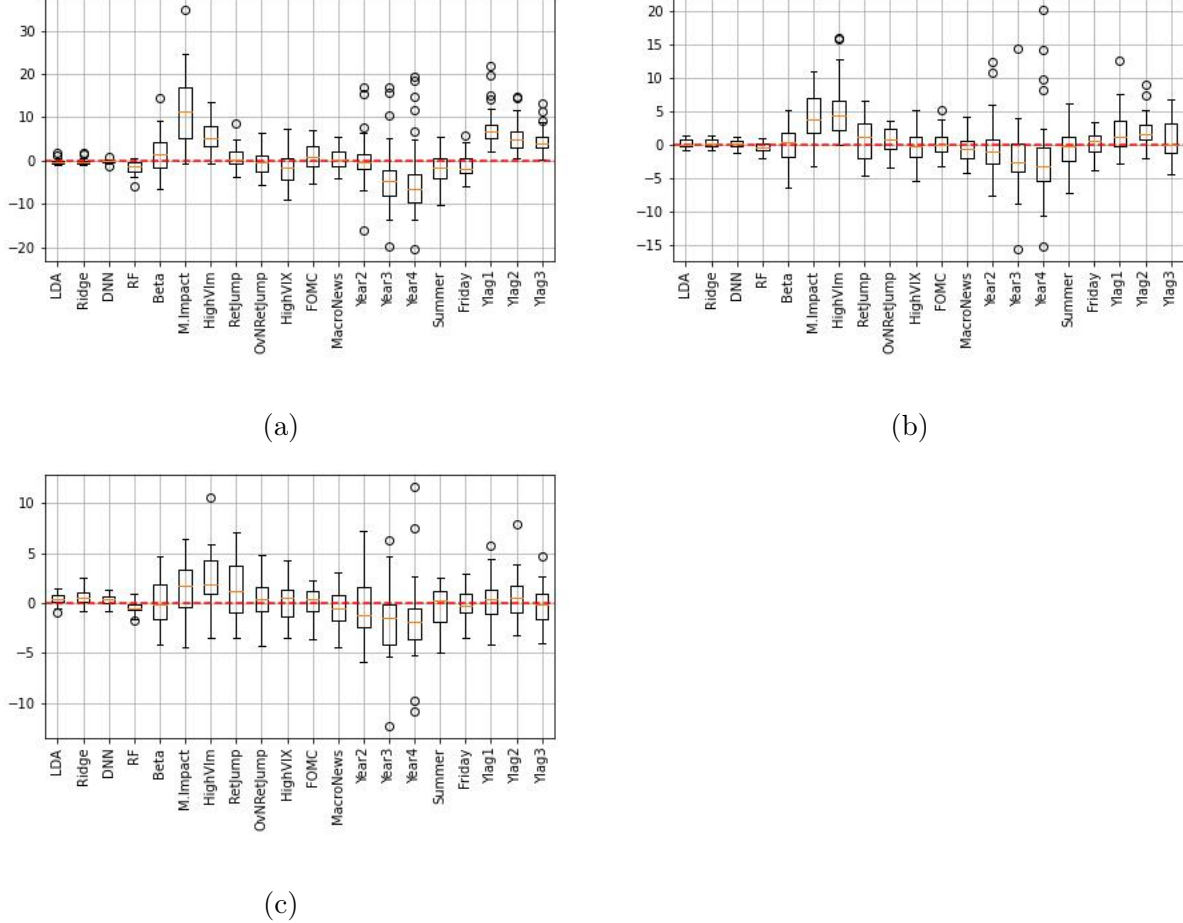 30
20
10
0
−10
−20
LDA
Ridge
DNN
RF
Beta
M.Impact
HighVlm
RetJump
OvNRetJump
HighVIX
FOMC
MacroNews
Year2
Year3
Year4
Summer
Friday
Ylag1
Ylag2
Ylag3
(a)
20
15
10
5
0
−5
−10
−15
LDA
Ridge
DNN
RF
Beta
M.Impact
HighVlm
RetJump
OvNRetJump
HighVIX
FOMC
MacroNews
Year2
Year3
Year4
Summer
Friday
Ylag1
Ylag2
Ylag3
(b)
10
5
0
−5
−10
LDA
Ridge
DNN
RF
Beta
M.Impact
HighVlm
RetJump
OvNRetJump
HighVIX
FOMC
MacroNews
Year2
Year3
Year4
Summer
Friday
Ylag1
Ylag2
Ylag3
(c)